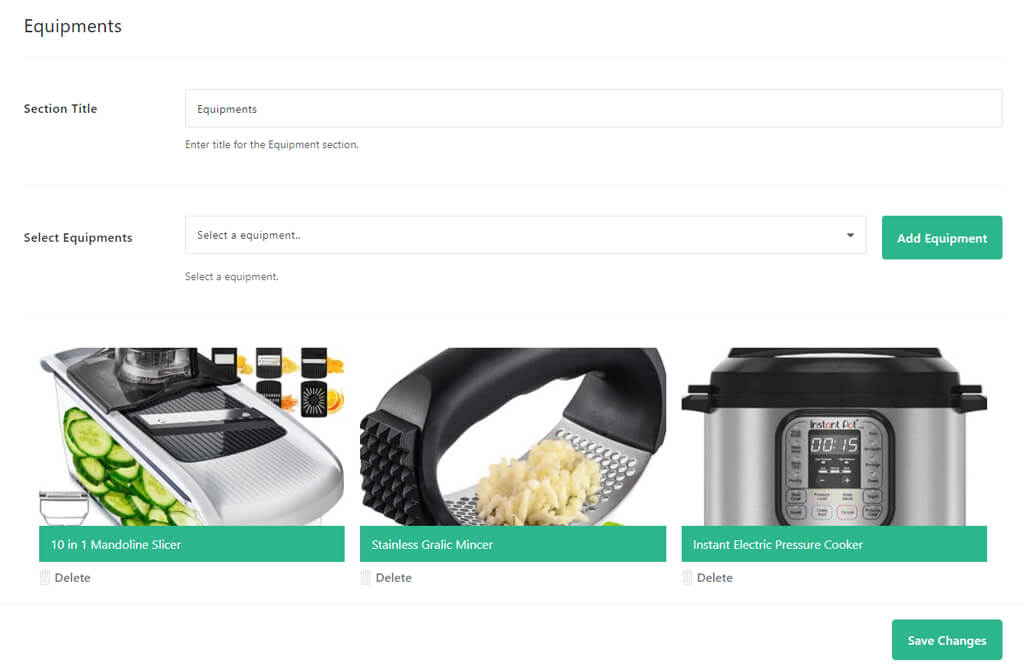 Equipments
Section Title
Equipments
Enter title for the Equipment section.
Select Equipments
Select a equipment..
Add Equipment
Select a equipment.
Instant Pot
00:15
10 in 1 Mandoline Slicer
Stainless Gralic Mincer
Instant Electric Pressure Cooker
Delete
Delete
Delete
Save Changes